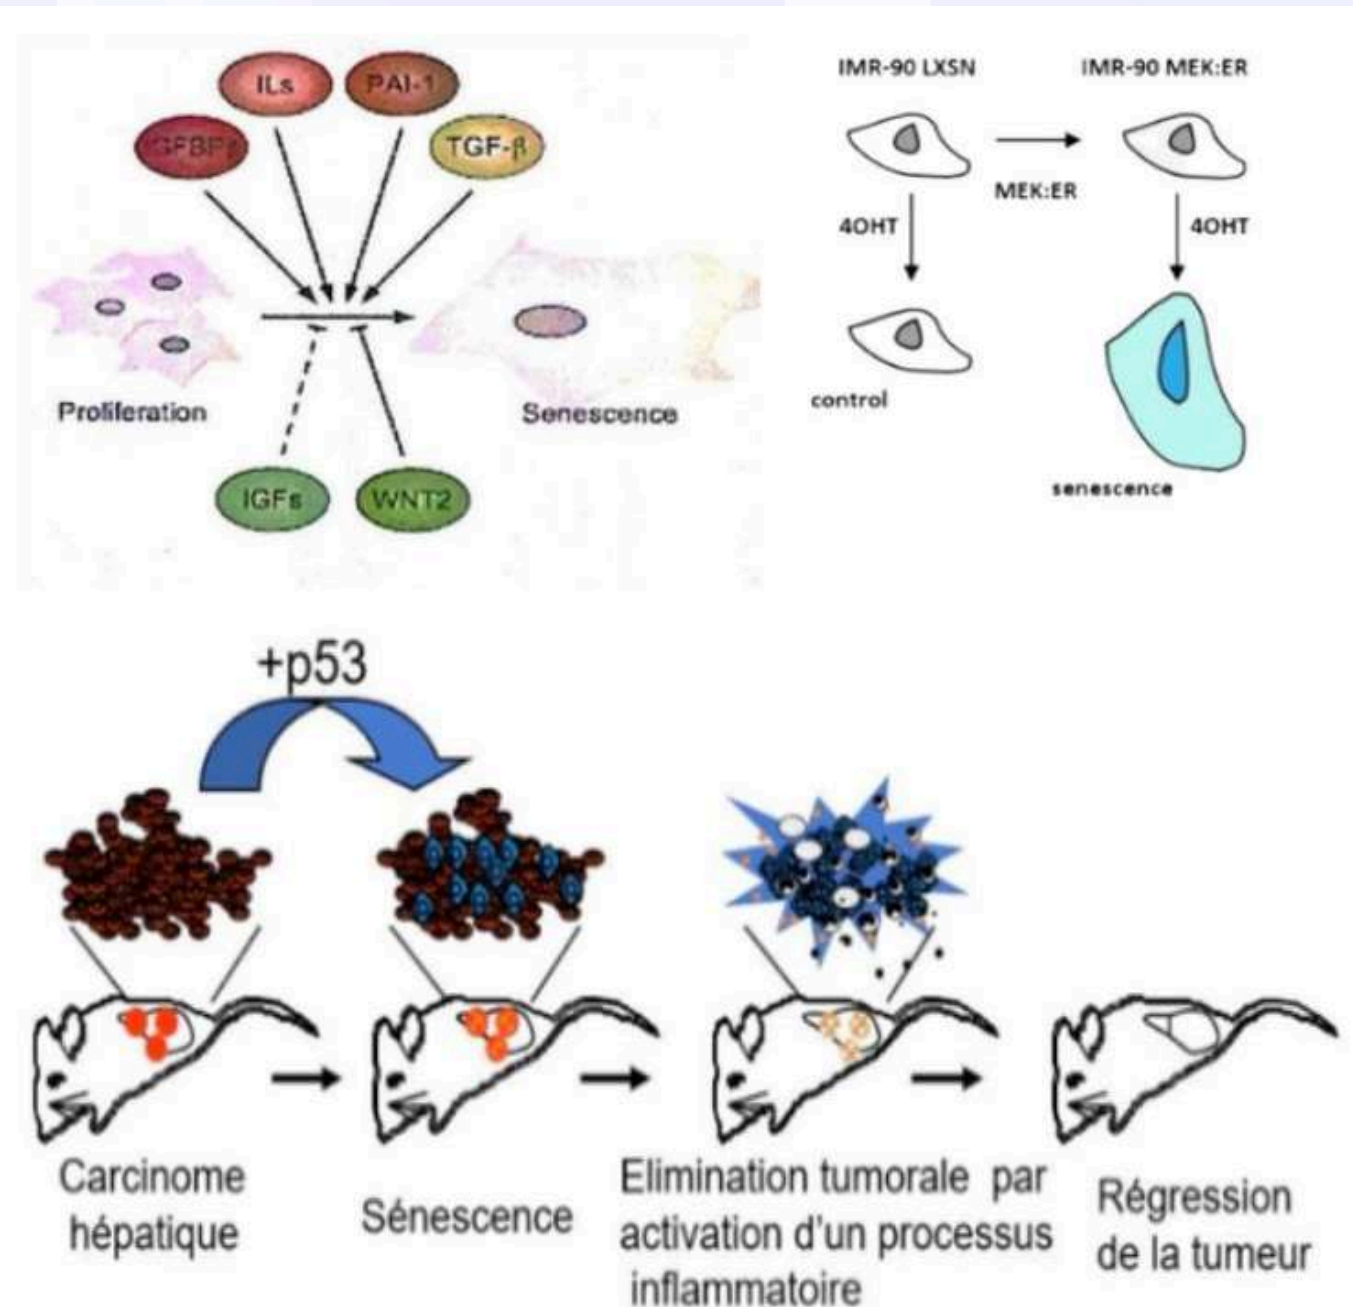 ILs
PAI-1
TGF-β
Proliferation
Senescence
IGFs
WNT2
IMR-90 LXSN
IMR-90 MEK:ER
MEK:ER
4OHT
4OHT
control
senescence
+p53
Carcinome
hépatique
Sénescence
Elimination tumorale par
activation d'un processus
inflammatoire
Régression
de la tumeur